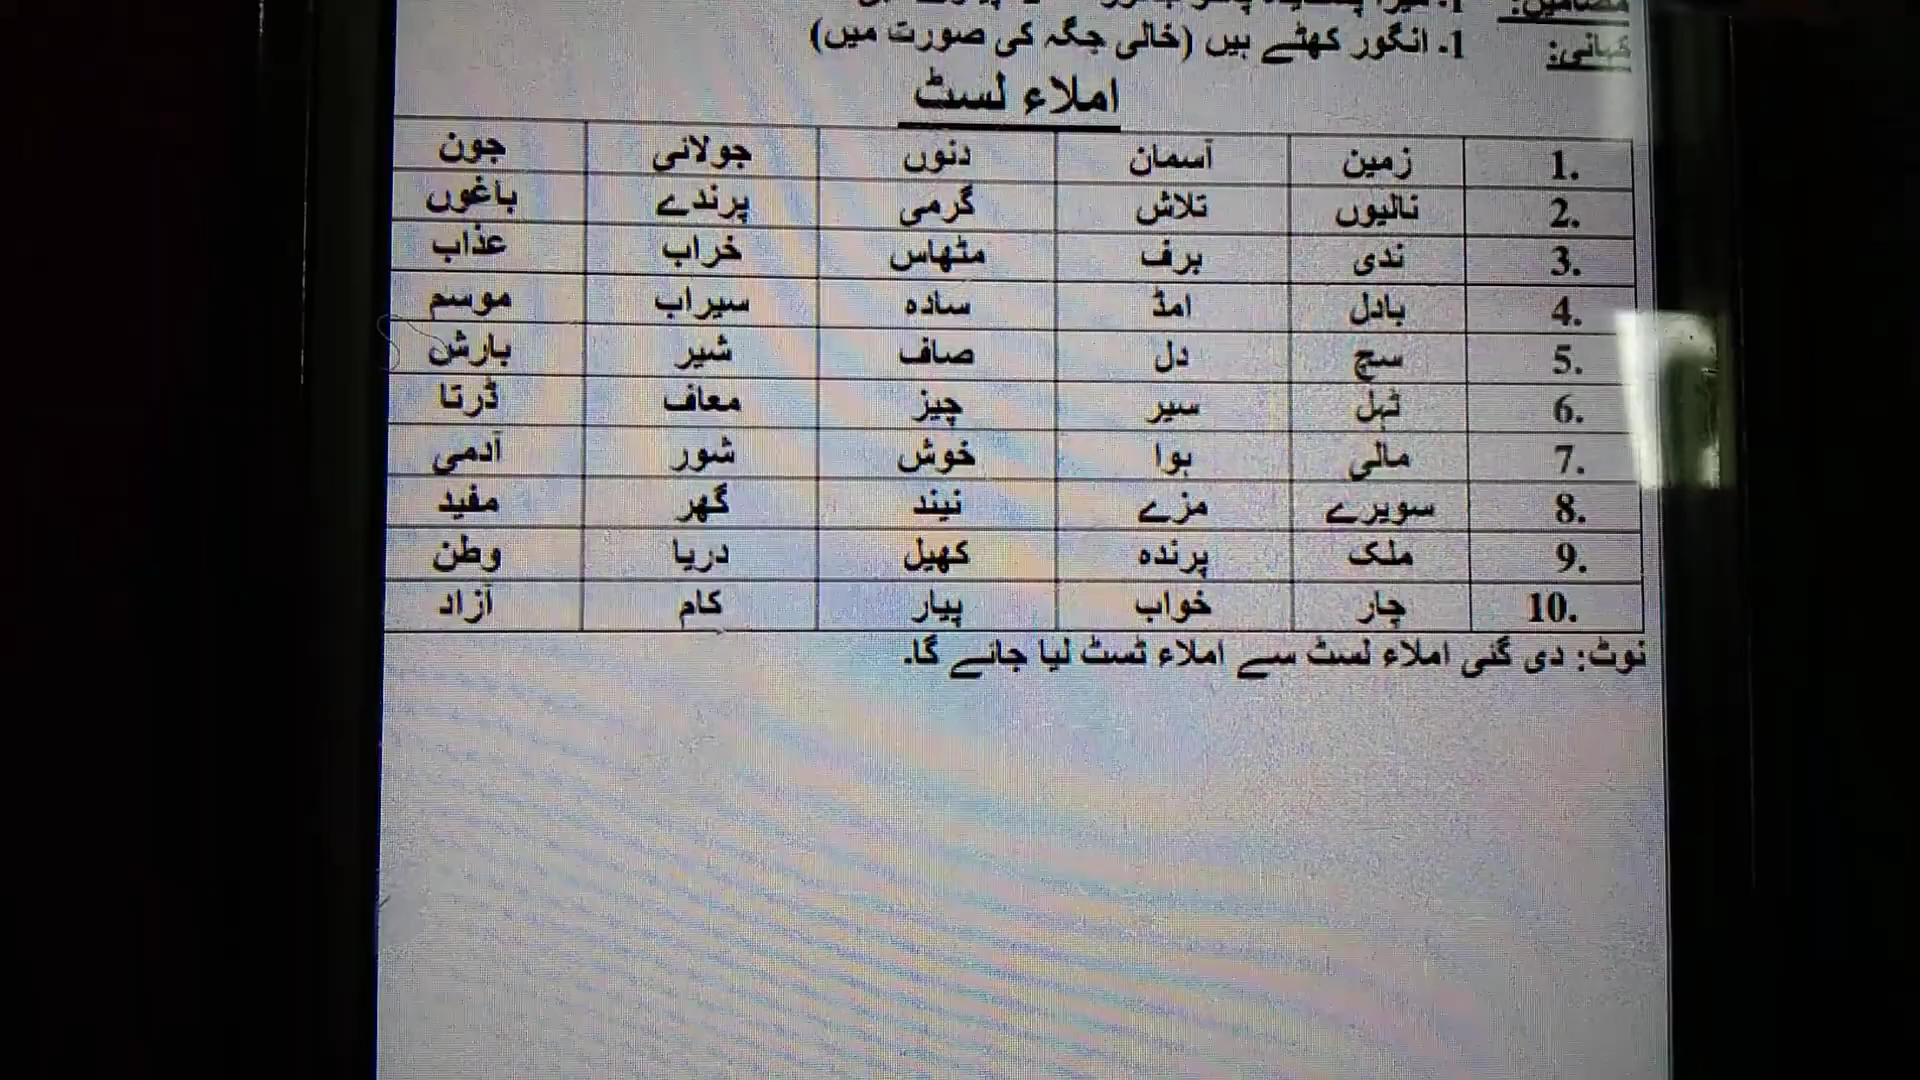 مضامین: 1- میرا
کہانی: 1- انگور کھٹے ہیں (خالی جگہ کی صورت میں)
املاء لسٹ
1. زمین آسمان دنوں جولائی جون
2. نالیوں تلاش گرمی پرندے باغوں
3. ندی برف مٹھاس خراب عذاب
4. بادل امڈ سادہ سیراب موسم
5. سچ دل صاف شیر بارش
6. ٹہل سیر چیز معاف ڈرتا
7. مالی ہوا خوش شور آدمی
8. سویرے مزے نیند گھر مفید
9. ملک پرندہ کھیل دریا وطن
10. چار خواب پیار کام آزاد
نوٹ: دی گئی املاء لسٹ سے املاء ٹسٹ لیا جائے گا۔